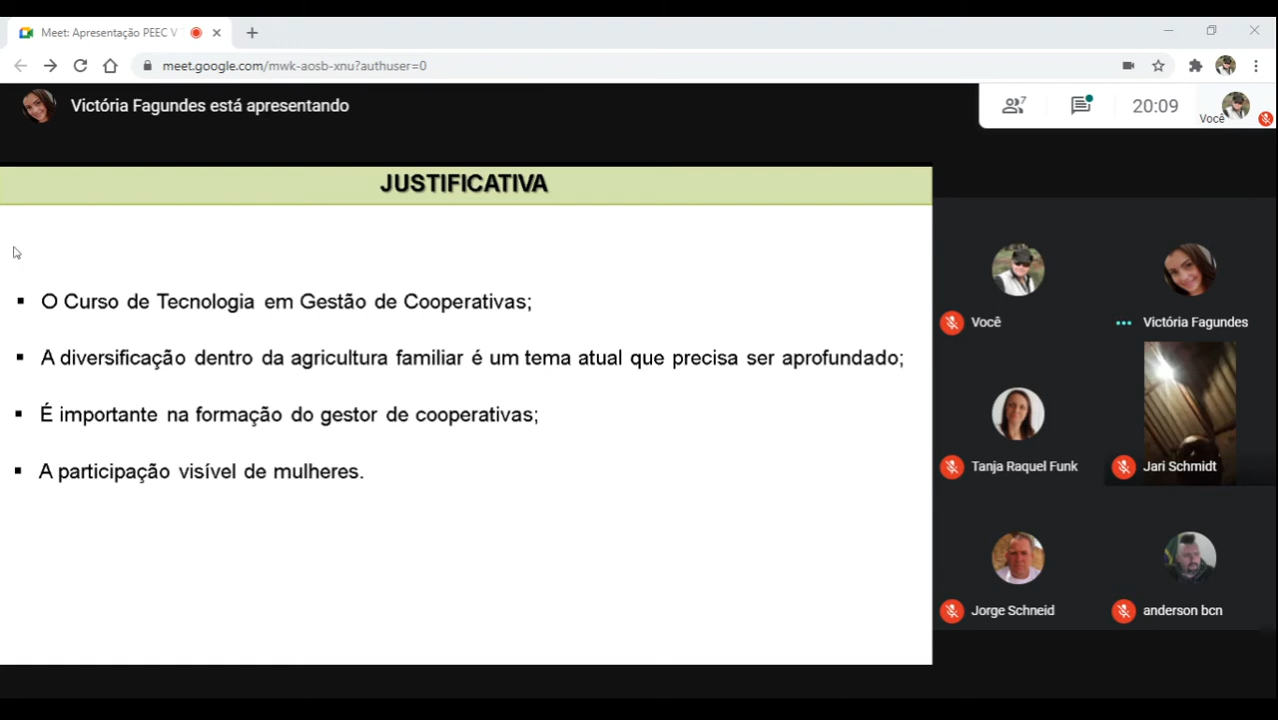 Meet: Apresentação PEEC V
meet.google.com/mwk-aosb-xnu?authuser=0
Victória Fagundes está apresentando
7
20:09
Você
JUSTIFICATIVA
▪ O Curso de Tecnologia em Gestão de Cooperativas;
▪ A diversificação dentro da agricultura familiar é um tema atual que precisa ser aprofundado;
▪ É importante na formação do gestor de cooperativas;
▪ A participação visível de mulheres.
Você
Victória Fagundes
Tanja Raquel Funk
Jari Schmidt
Jorge Schneid
anderson bcn